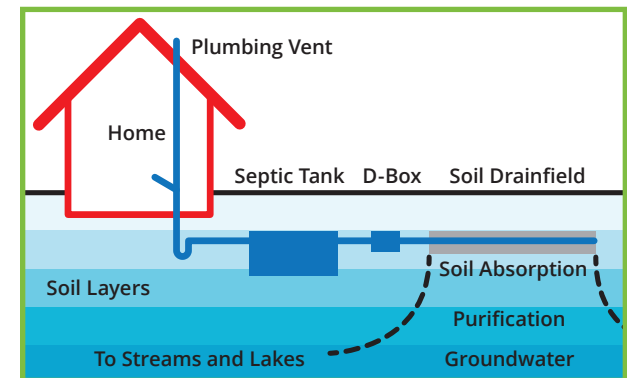 Plumbing Vent
Home
Septic Tank D-Box Soil Drainfield
Soil Absorption
Soil Layers
Purification
To Streams and Lakes Groundwater